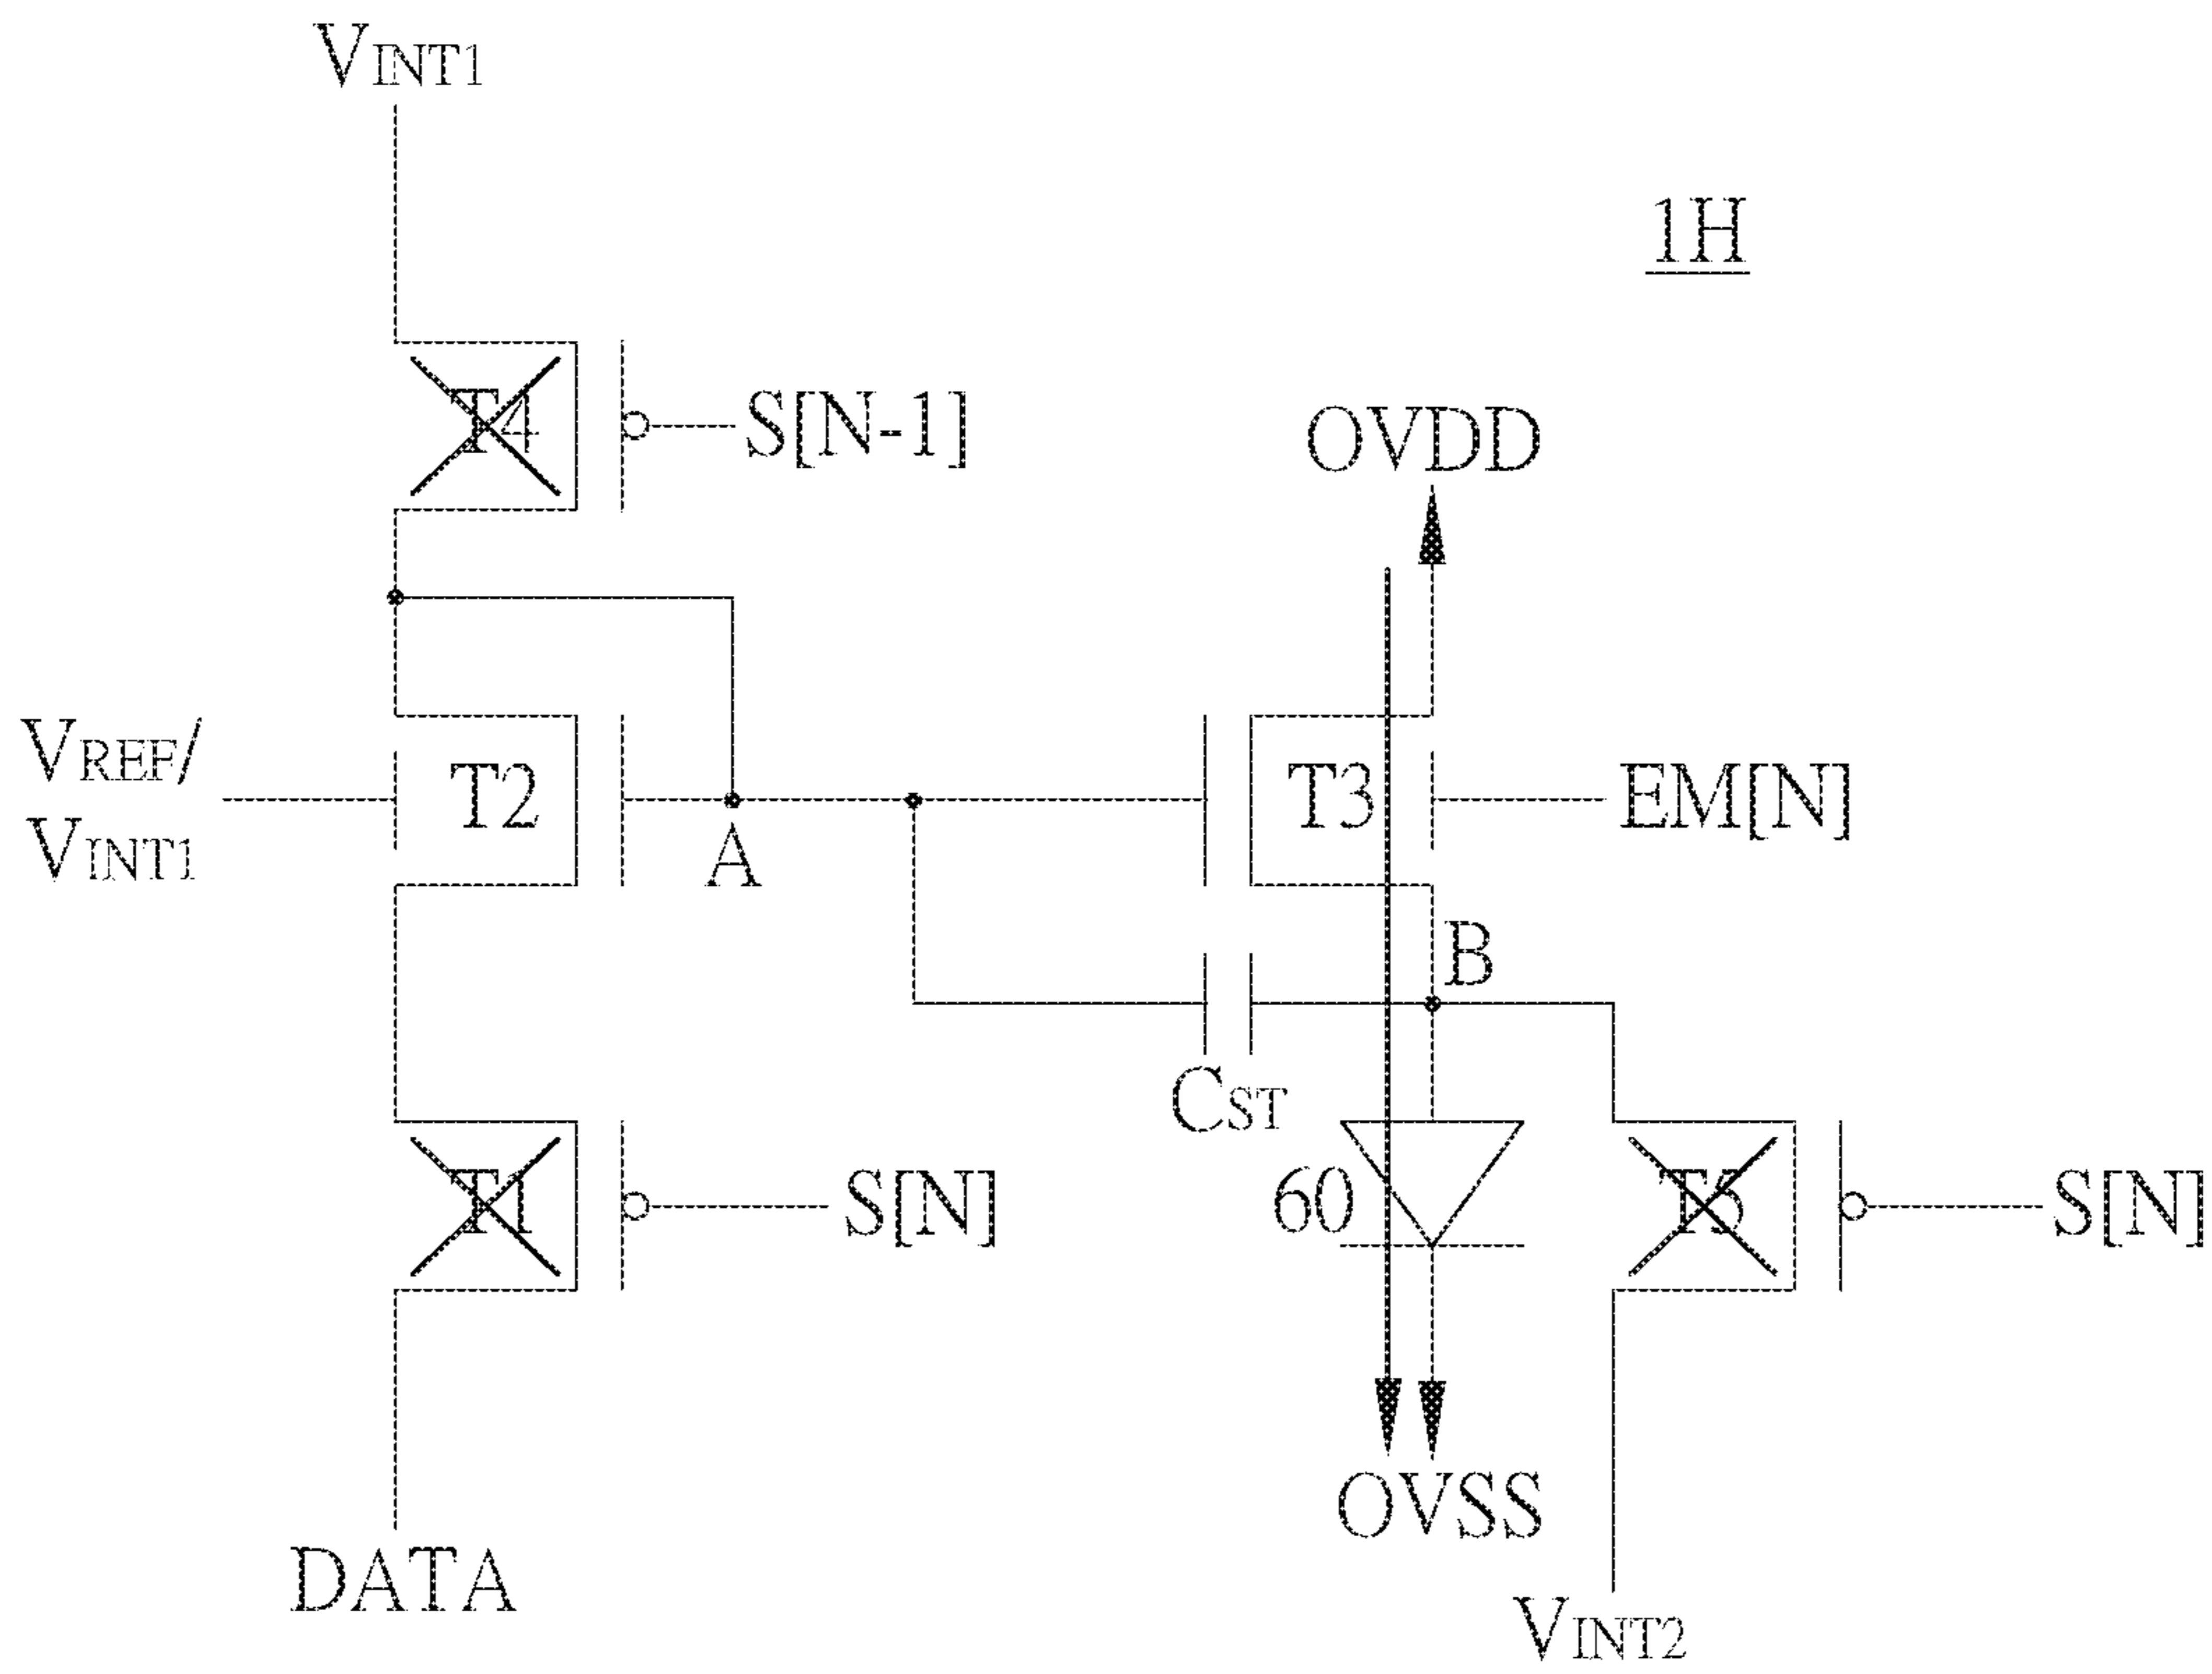 VINT1
1H
T4
S[N-1]
OVDD
VREF/
VINT1
T2
A
T3
EM[N]
B
CST
T1
S[N]
60
T5
S[N]
OVSS
DATA
VINT2